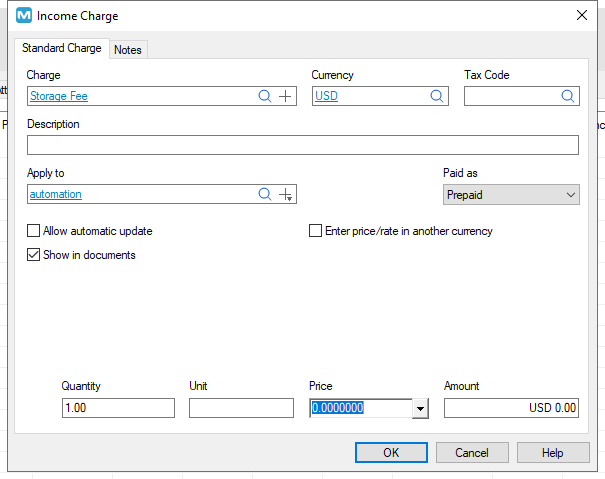 M Income Charge
Standard Charge Notes
Charge Currency Tax Code
Storage Fee USD
Description
Apply to Paid as
automation Prepaid
Allow automatic update Enter price/rate in another currency
Show in documents
Quantity Unit Price Amount
1.00 0.0000000 USD 0.00
OK Cancel Help